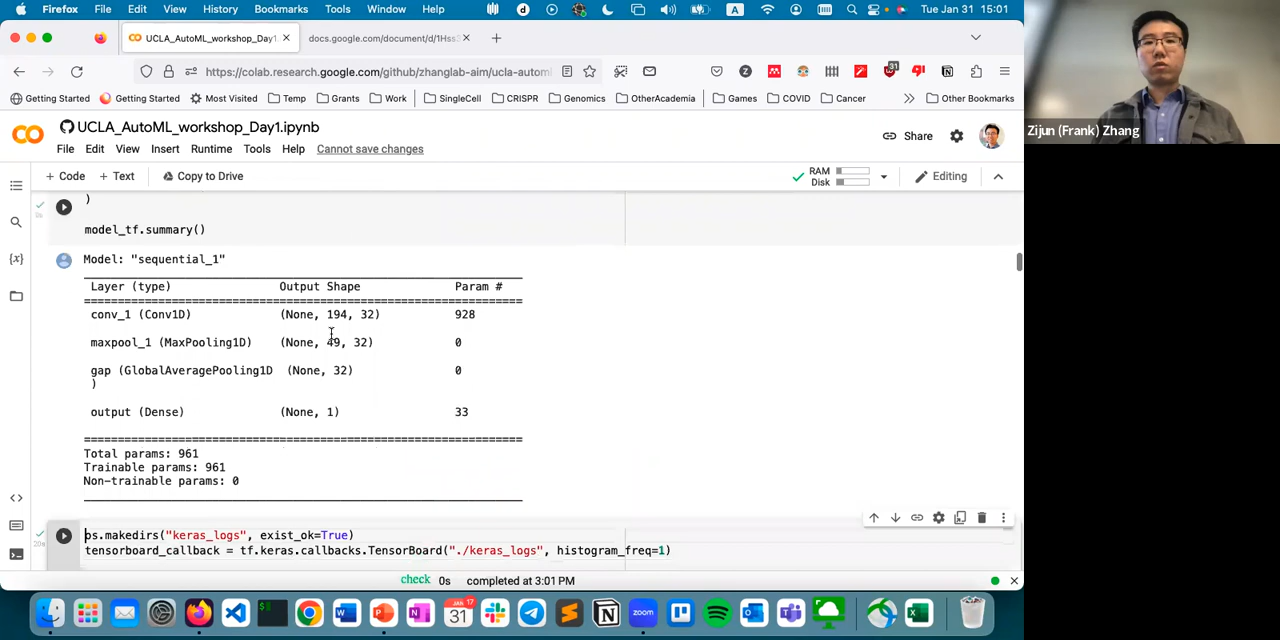 Firefox File Edit View History Bookmarks Tools Window Help Tue Jan 31 15:01
UCLA_AutoML_workshop_Day1 docs.google.com/document/d/1Hss
https://colab.research.google.com/github/zhanglab-aim/ucla-autom 31
Getting Started Getting Started Most Visited Temp Grants Work SingleCell CRISPR Genomics OtherAcademia Games COVID Cancer Other Bookmarks
Zijun (Frank) Zhang
CO UCLA_AutoML_workshop_Day1.ipynb
Share
File Edit View Insert Runtime Tools Help Cannot save changes
+ Code + Text Copy to Drive RAM Disk Editing
)
model_tf.summary()
Model: "sequential_1"
Layer (type) Output Shape Param #
conv_1 (Conv1D) (None, 194, 32) 928
maxpool_1 (MaxPooling1D) (None, 49, 32) 0
gap (GlobalAveragePooling1D (None, 32) 0
)
output (Dense) (None, 1) 33
Total params: 961
Trainable params: 961
Non-trainable params: 0
os.makedirs("keras_logs", exist_ok=True)
tensorboard_callback = tf.keras.callbacks.TensorBoard("./keras_logs", histogram_freq=1)
check 0s completed at 3:01 PM
JAN 31 17 zoom